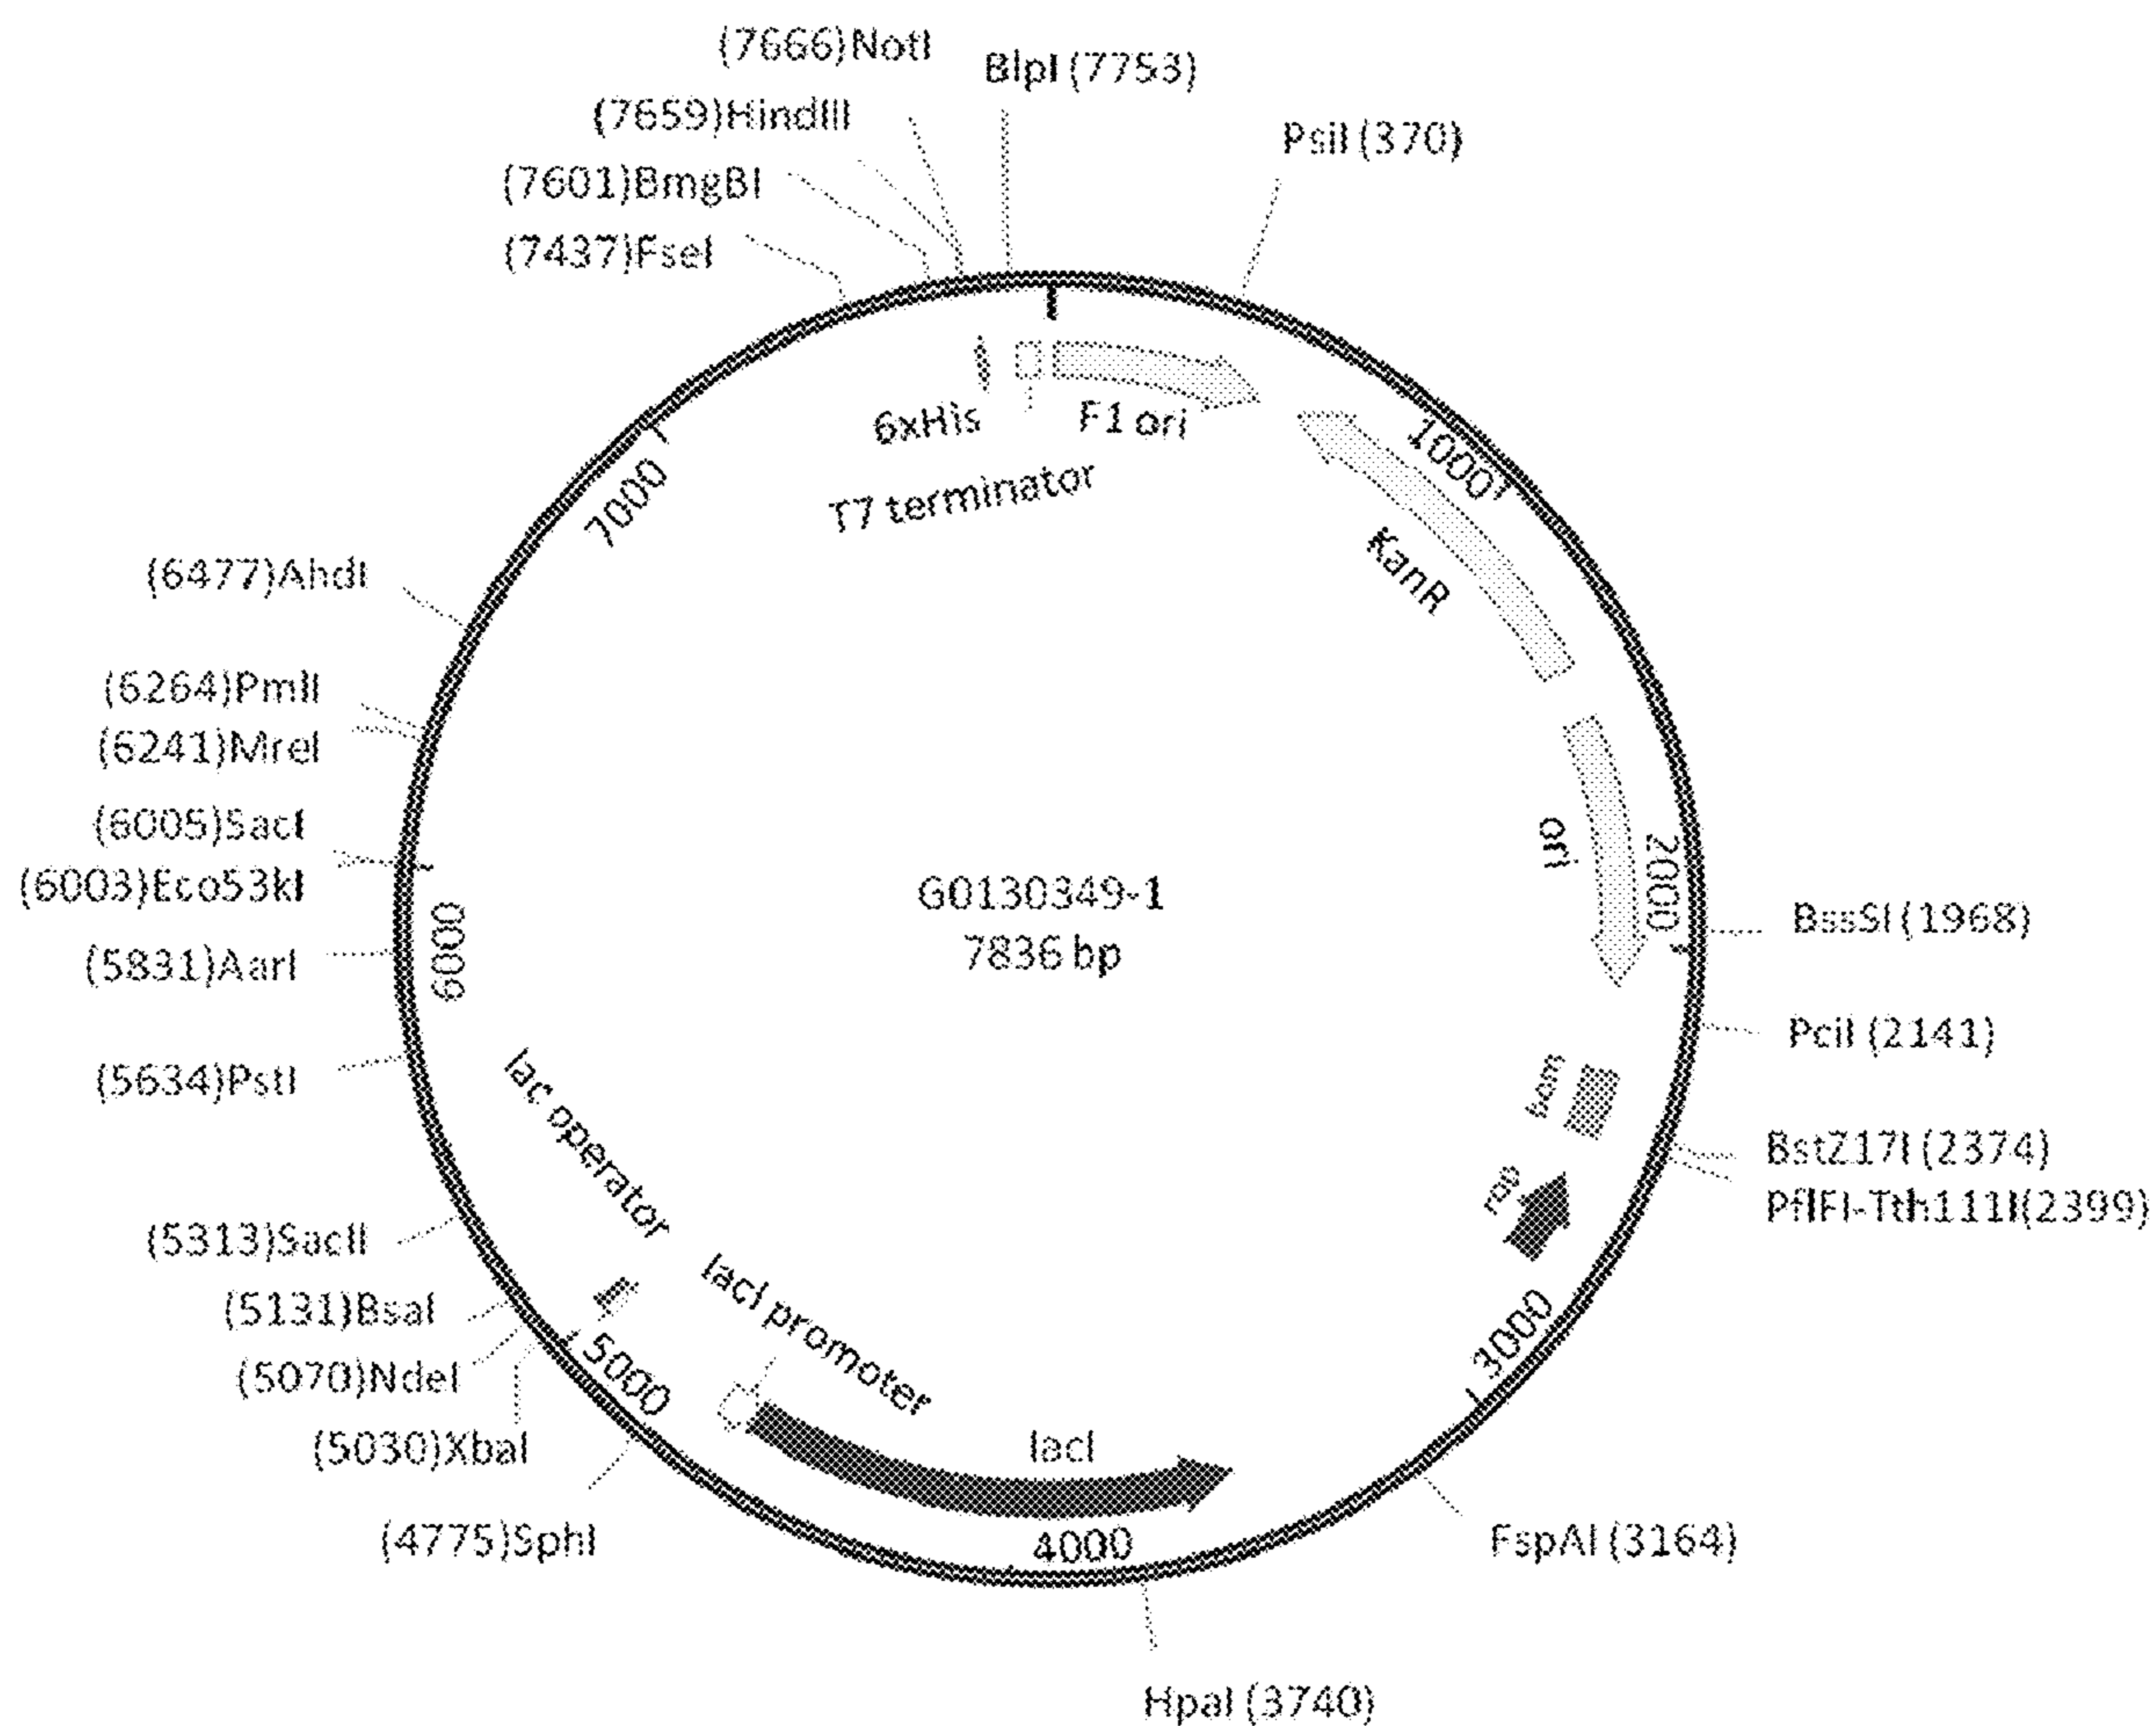 (7666)NotI
BlpI (7753)
(7659)HindIII
PsiI (370)
(7601)BmgBI
(7437)FseI
6xHis
F1 ori
T7 terminator
1000
KanR
7000
(6477)AhdI
(6264)PmlI
(6241)MreI
(6005)SacI
(6003)Eco53kI
6000
(5831)AarI
(5634)PstI
ori
2000
G0130349-1
7836 bp
BssSI (1968)
PciI (2141)
bom
BstZ17I (2374)
PflFI-Tth111I(2399)
rop
lac operator
lacI promoter
(5313)SacII
(5131)BsaI
(5070)NdeI
(5030)XbaI
5000
3000
lacI
(4775)SphI
4000
FspAI (3164)
HpaI (3740)